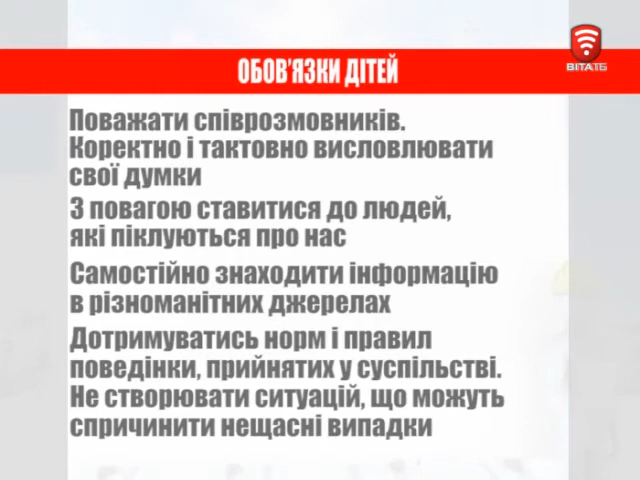 ВІТАТБ
ОБОВ'ЯЗКИ ДІТЕЙ
Поважати співрозмовників.
Коректно і тактовно висловлювати
свої думки
З повагою ставитися до людей,
які піклуються про нас
Самостійно знаходити інформацію
в різноманітних джерелах
Дотримуватись норм і правил
поведінки, прийнятих у суспільстві.
Не створювати ситуацій, що можуть
спричинити нещасні випадки